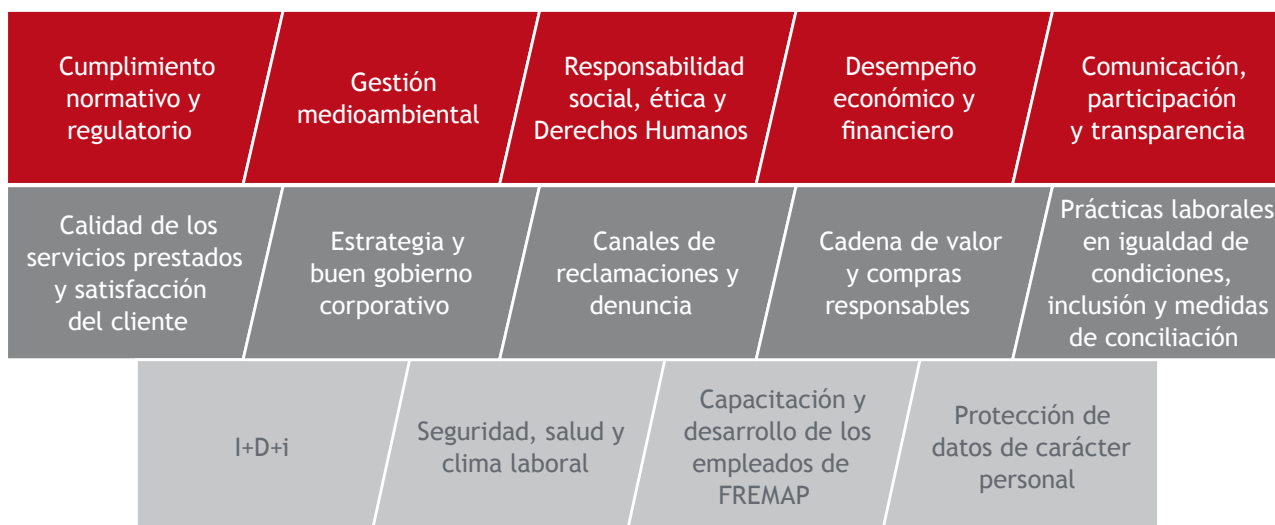 Cumplimiento
normativo y
regulatorio
Gestión
medioambiental
Responsabilidad
social, ética y
Derechos Humanos
Desempeño
económico y
financiero
Comunicación,
participación
y transparencia
Calidad de los
servicios prestados
y satisfacción
del cliente
Estrategia y
buen gobierno
corporativo
Canales de
reclamaciones y
denuncia
Cadena de valor
y compras
responsables
Prácticas laborales
en igualdad de
condiciones,
inclusión y medidas
de conciliación
I+D+i
Seguridad, salud y
clima laboral
Capacitación y
desarrollo de los
empleados de
FREMAP
Protección de
datos de carácter
personal